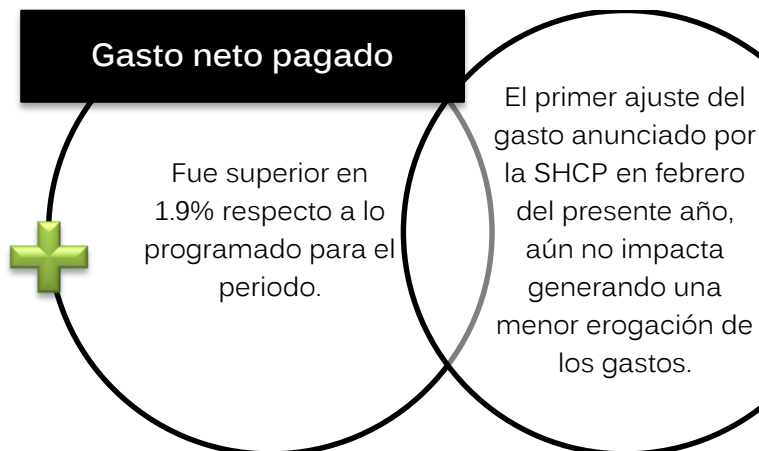 Gasto neto pagado
Fue superior en
1.9% respecto a lo
programado para el
periodo.
El primer ajuste del
gasto anunciado por
la SHCP en febrero
del presente año,
aún no impacta
generando una
menor erogación de
los gastos.